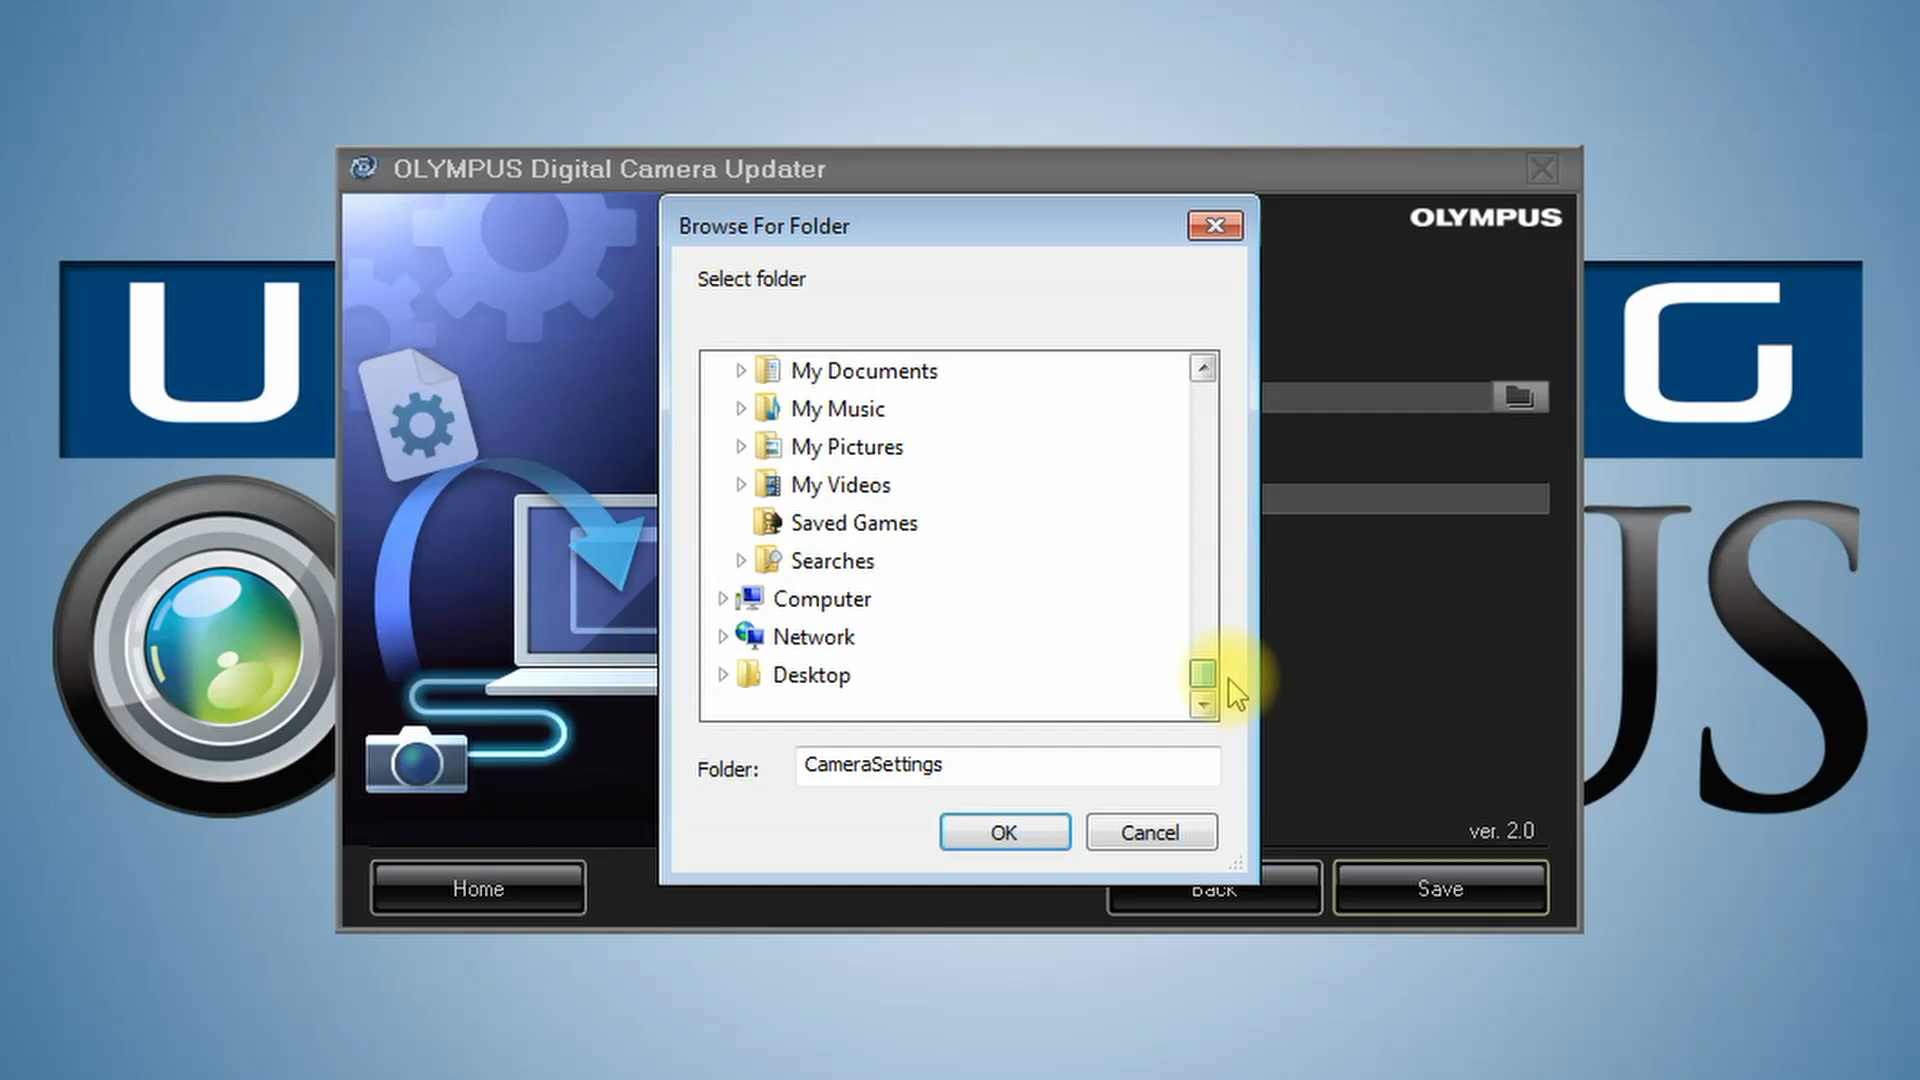 OLYMPUS Digital Camera Updater
Browse For Folder
OLYMPUS
Select folder
U
G
My Documents
My Music
My Pictures
My Videos
Saved Games
Searches
Computer
Network
Desktop
US
Folder:
CameraSettings
OK
Cancel
ver. 2.0
Home
Back
Save